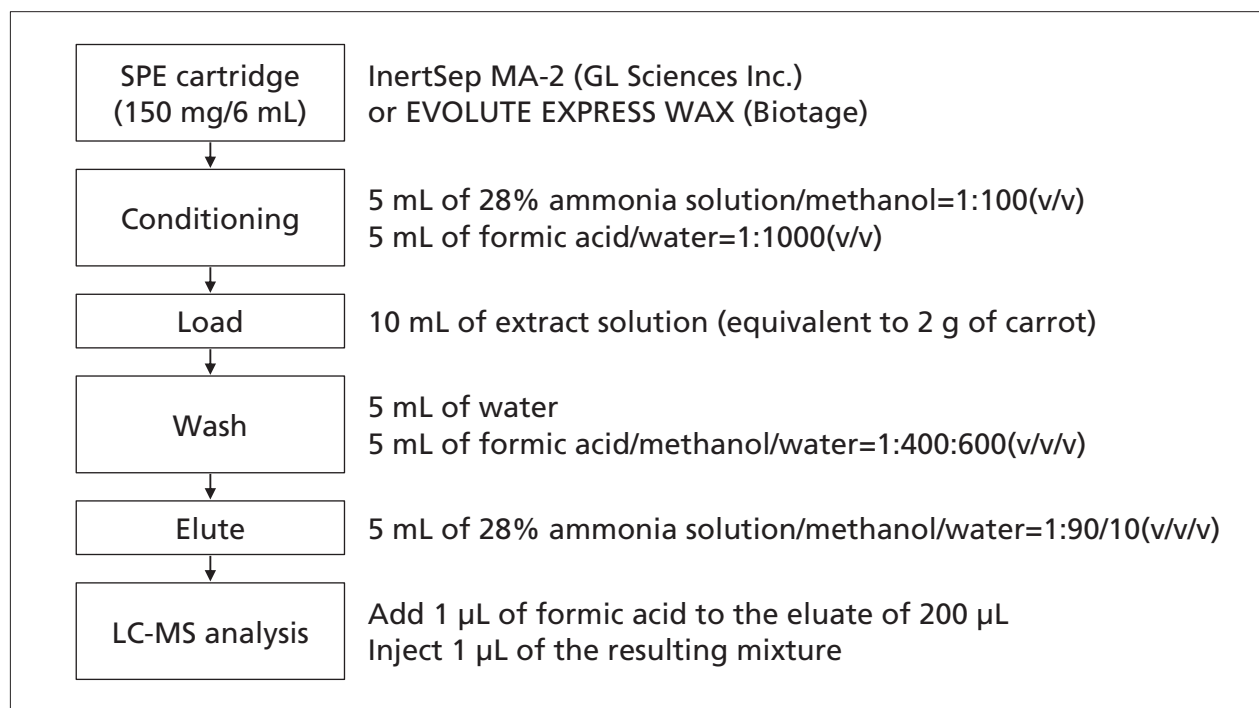 SPE cartridge
(150 mg/6 mL)
InertSep MA-2 (GL Sciences Inc.)
or EVOLUTE EXPRESS WAX (Biotage)
Conditioning
5 mL of 28% ammonia solution/methanol=1:100(v/v)
5 mL of formic acid/water=1:1000(v/v)
Load
10 mL of extract solution (equivalent to 2 g of carrot)
Wash
5 mL of water
5 mL of formic acid/methanol/water=1:400:600(v/v/v)
Elute
5 mL of 28% ammonia solution/methanol/water=1:90/10(v/v/v)
LC-MS analysis
Add 1 µL of formic acid to the eluate of 200 µL
Inject 1 µL of the resulting mixture